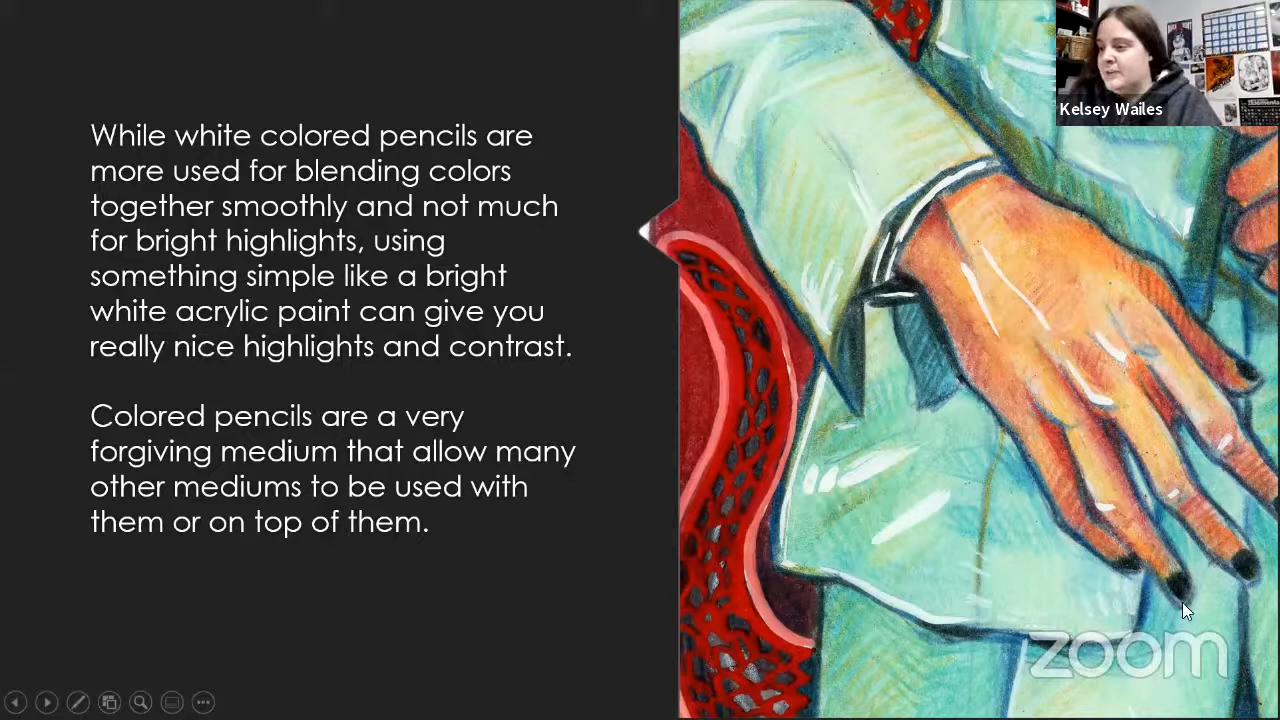 While white colored pencils are
more used for blending colors
together smoothly and not much
for bright highlights, using
something simple like a bright
white acrylic paint can give you
really nice highlights and contrast.
Colored pencils are a very
forgiving medium that allow many
other mediums to be used with
them or on top of them.
Kelsey Wailes
zoom